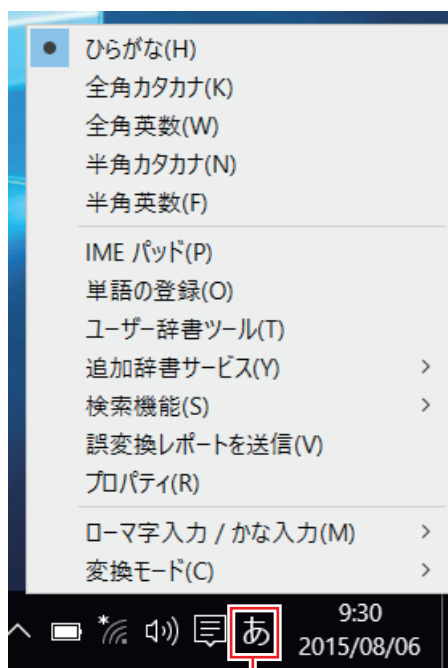 ひらがな(H)
全角カタカナ(K)
全角英数(W)
半角カタカナ(N)
半角英数(F)
IME パッド(P)
単語の登録(O)
ユーザー辞書ツール(T)
追加辞書サービス(Y)
検索機能(S)
誤変換レポートを送信(V)
プロパティ(R)
ローマ字入力 / かな入力(M)
変換モード(C)
あ
9:30
2015/08/06